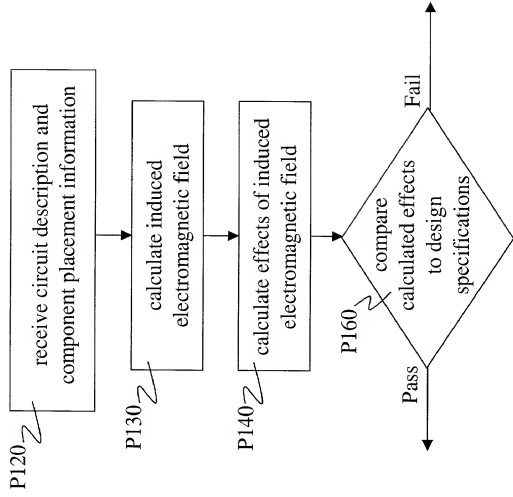 P120
receive circuit description and
component placement information
P130
calculate induced
electromagnetic field
P140
calculate effects of induced
electromagnetic field
P160
compare
calculated effects
to design
specifications
Pass
Fail